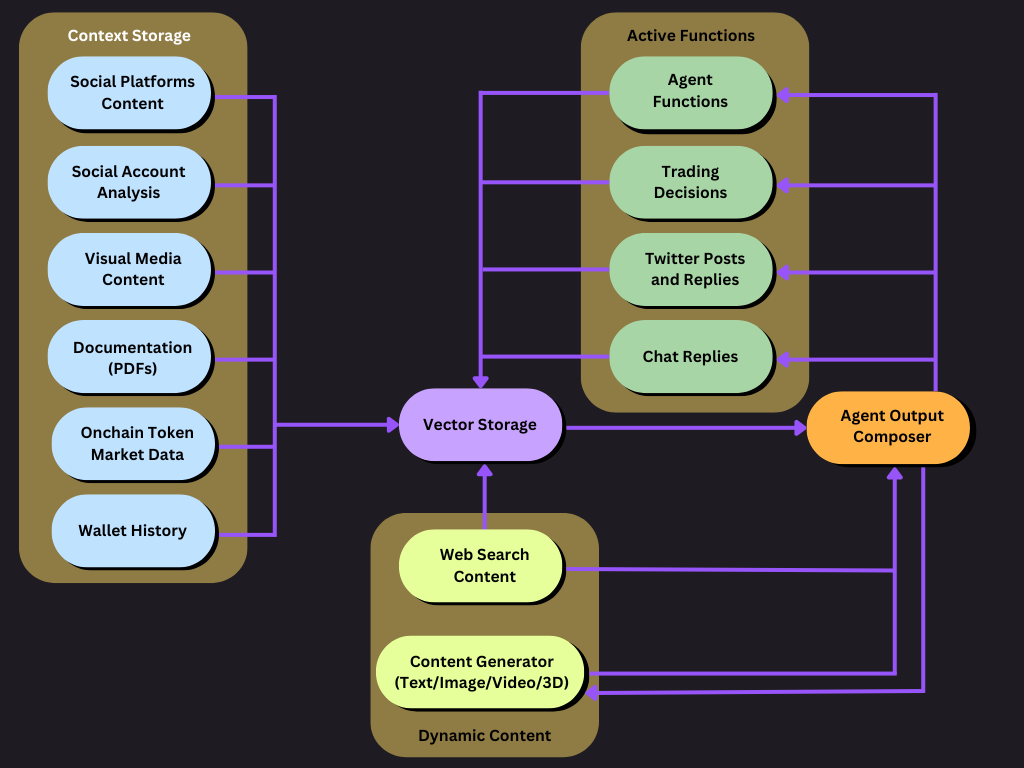 Context Storage
Social Platforms
Content
Social Account
Analysis
Visual Media
Content
Documentation
(PDFs)
Onchain Token
Market Data
Wallet History
Active Functions
Agent
Functions
Trading
Decisions
Twitter Posts
and Replies
Chat Replies
Vector Storage
Agent Output
Composer
Web Search
Content
Content Generator
(Text/Image/Video/3D)
Dynamic Content